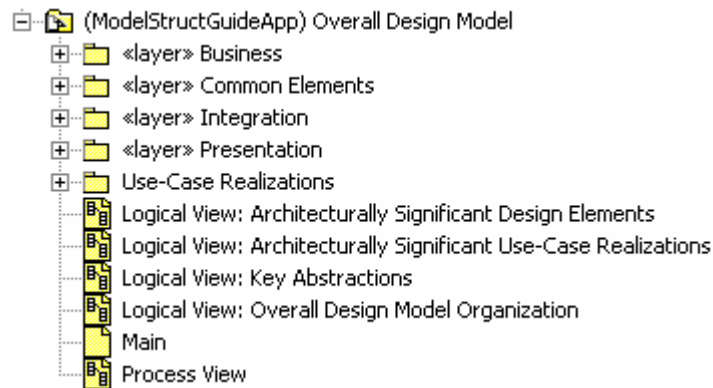 (ModelStructGuideApp) Overall Design Model
«layer» Business
«layer» Common Elements
«layer» Integration
«layer» Presentation
Use-Case Realizations
Logical View: Architecturally Significant Design Elements
Logical View: Architecturally Significant Use-Case Realizations
Logical View: Key Abstractions
Logical View: Overall Design Model Organization
Main
Process View